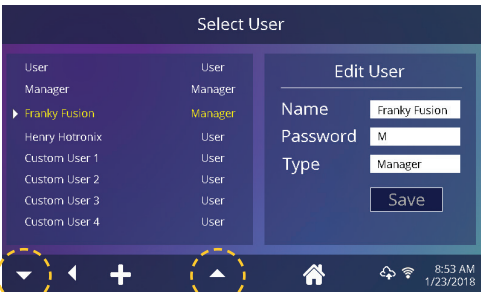 Select User
User User
Manager Manager
Franky Fusion Manager
Henry Hotronix User
Custom User 1 User
Custom User 2 User
Custom User 3 User
Custom User 4 User
Edit User
Name Franky Fusion
Password M
Type Manager
Save
8:53 AM
1/23/2018